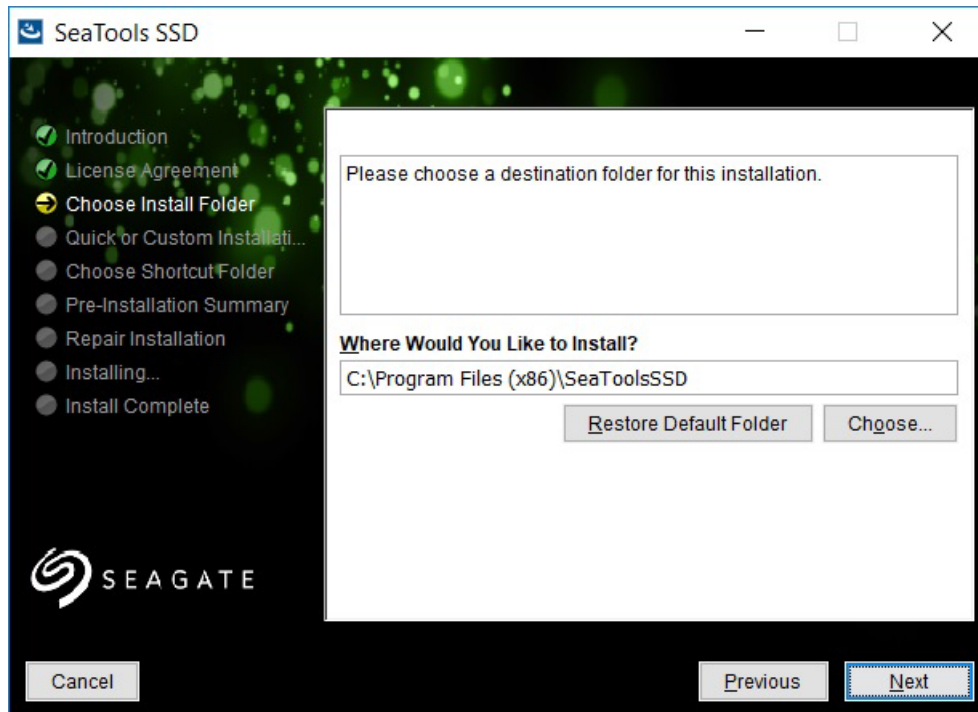 SeaTools SSD
Introduction
License Agreement
Choose Install Folder
Quick or Custom Installati...
Choose Shortcut Folder
Pre-Installation Summary
Repair Installation
Installing...
Install Complete
Please choose a destination folder for this installation.
Where Would You Like to Install?
C:\Program Files (x86)\SeaToolsSSD
Restore Default Folder
Choose...
SEAGATE
Cancel
Previous
Next